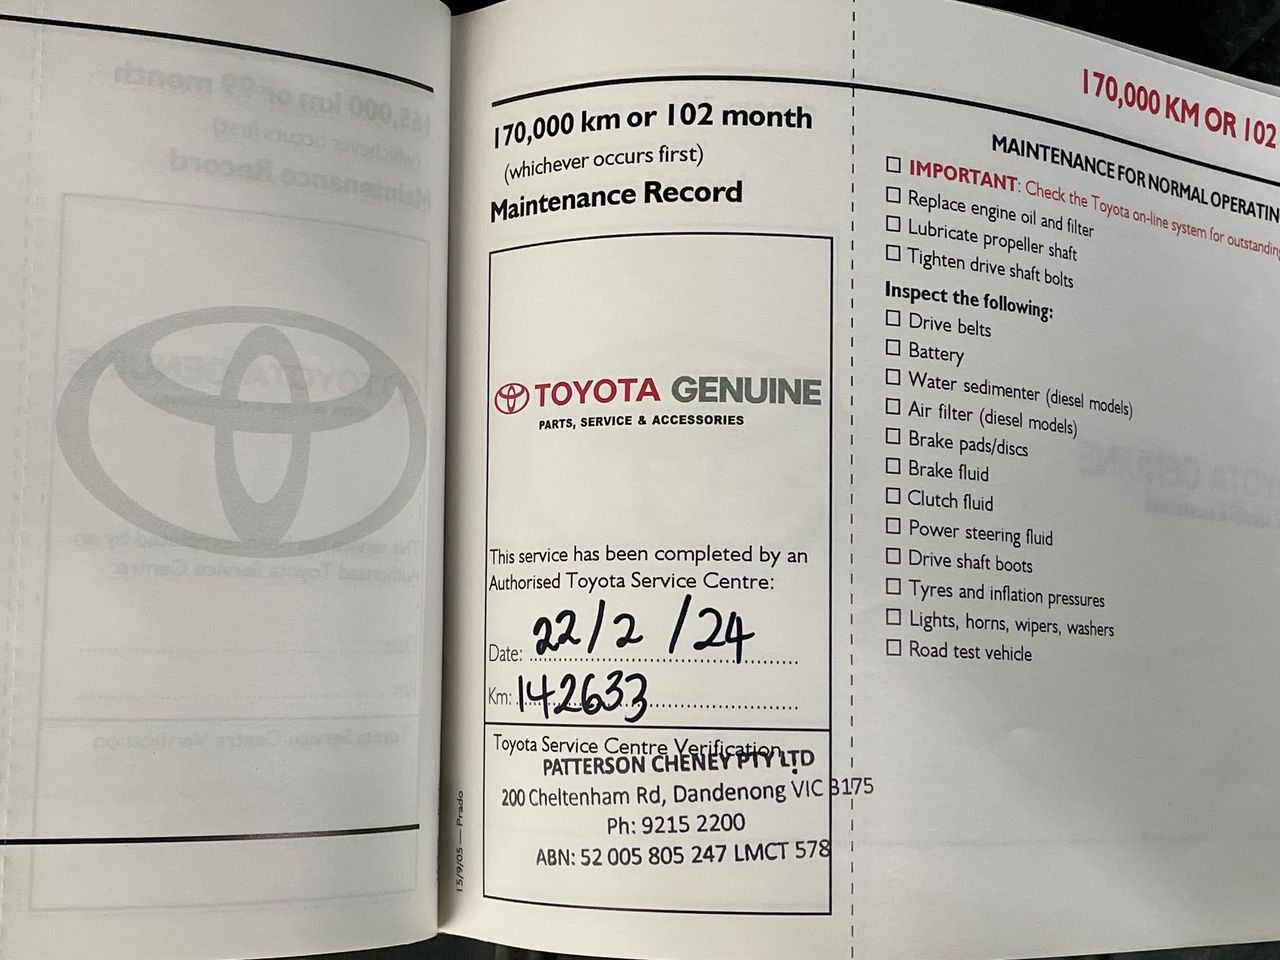 170,000 km or 102 month
(whichever occurs first)
Maintenance Record
TOYOTA GENUINE
PARTS, SERVICE & ACCESSORIES
This service has been completed by an
Authorised Toyota Service Centre:
Date: 22/2/24
Km: 142633
Toyota Service Centre Verification
PATTERSON CHENEY PTY LTD
200 Cheltenham Rd, Dandenong VIC 3175
Ph: 9215 2200
ABN: 52 005 805 247 LMCT 578
15/9/05 — Prado
170,000 KM OR 102
MAINTENANCE FOR NORMAL OPERATIN
IMPORTANT: Check the Toyota on-line system for outstanding
Replace engine oil and filter
Lubricate propeller shaft
Tighten drive shaft bolts
Inspect the following:
Drive belts
Battery
Water sedimenter (diesel models)
Air filter (diesel models)
Brake pads/discs
Brake fluid
Clutch fluid
Power steering fluid
Drive shaft boots
Tyres and inflation pressures
Lights, horns, wipers, washers
Road test vehicle